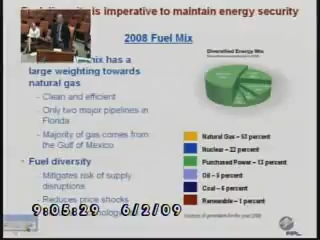 is imperative to maintain energy security
2008 Fuel Mix
has a
large weighting towards
natural gas
- Clean and efficient
- Only two major pipelines in
Florida
- Majority of gas comes from
the Gulf of Mexico
• Fuel diversity
- Mitigates risk of supply
disruptions
- Reduces price shocks
9:05:29 6/2/09
Diversified Energy Mix
Natural Gas – 53 percent
Nuclear – 22 percent
Purchased Power – 13 percent
Oil – 5 percent
Coal – 6 percent
Renewable – 1 percent
FPL